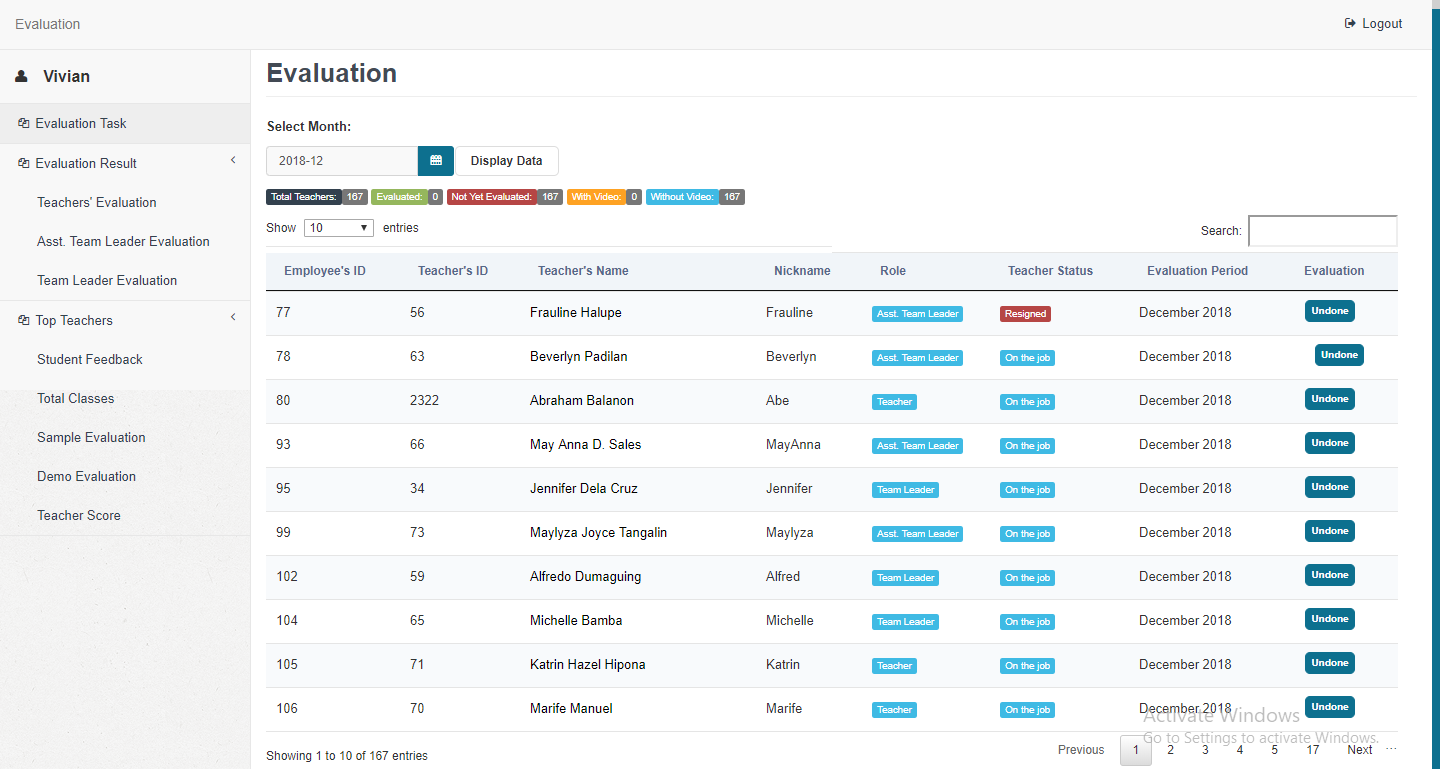 Evaluation
Logout
Vivian
Evaluation Task
Evaluation Result
Teachers' Evaluation
Asst. Team Leader Evaluation
Team Leader Evaluation
Top Teachers
Student Feedback
Total Classes
Sample Evaluation
Demo Evaluation
Teacher Score
Evaluation
Select Month:
2018-12 Display Data
Total Teachers: 167 Evaluated: 0 Not Yet Evaluated: 167 With Video: 0 Without Video: 167
Show 10 entries Search:
Employee's ID Teacher's ID Teacher's Name Nickname Role Teacher Status Evaluation Period Evaluation
77 56 Frauline Halupe Frauline Asst. Team Leader Resigned December 2018 Undone
78 63 Beverlyn Padilan Beverlyn Asst. Team Leader On the job December 2018 Undone
80 2322 Abraham Balanon Abe Teacher On the job December 2018 Undone
93 66 May Anna D. Sales MayAnna Asst. Team Leader On the job December 2018 Undone
95 34 Jennifer Dela Cruz Jennifer Team Leader On the job December 2018 Undone
99 73 Maylyza Joyce Tangalin Maylyza Asst. Team Leader On the job December 2018 Undone
102 59 Alfredo Dumaguing Alfred Team Leader On the job December 2018 Undone
104 65 Michelle Bamba Michelle Team Leader On the job December 2018 Undone
105 71 Katrin Hazel Hipona Katrin Teacher On the job December 2018 Undone
106 70 Marife Manuel Marife Teacher On the job December 2018 Undone
Activate Windows
Go to Settings to activate Windows.
Showing 1 to 10 of 167 entries Previous 1 2 3 4 5 17 Next ...